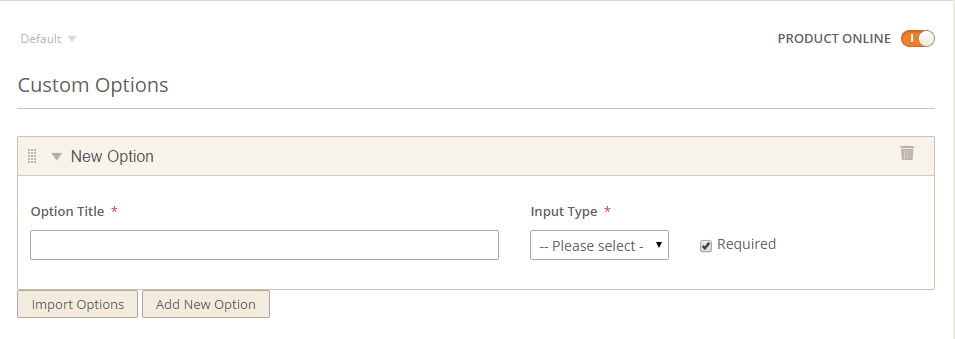 Default
PRODUCT ONLINE
Custom Options
New Option
Option Title *
Input Type *
-- Please select -
Required
Import Options
Add New Option